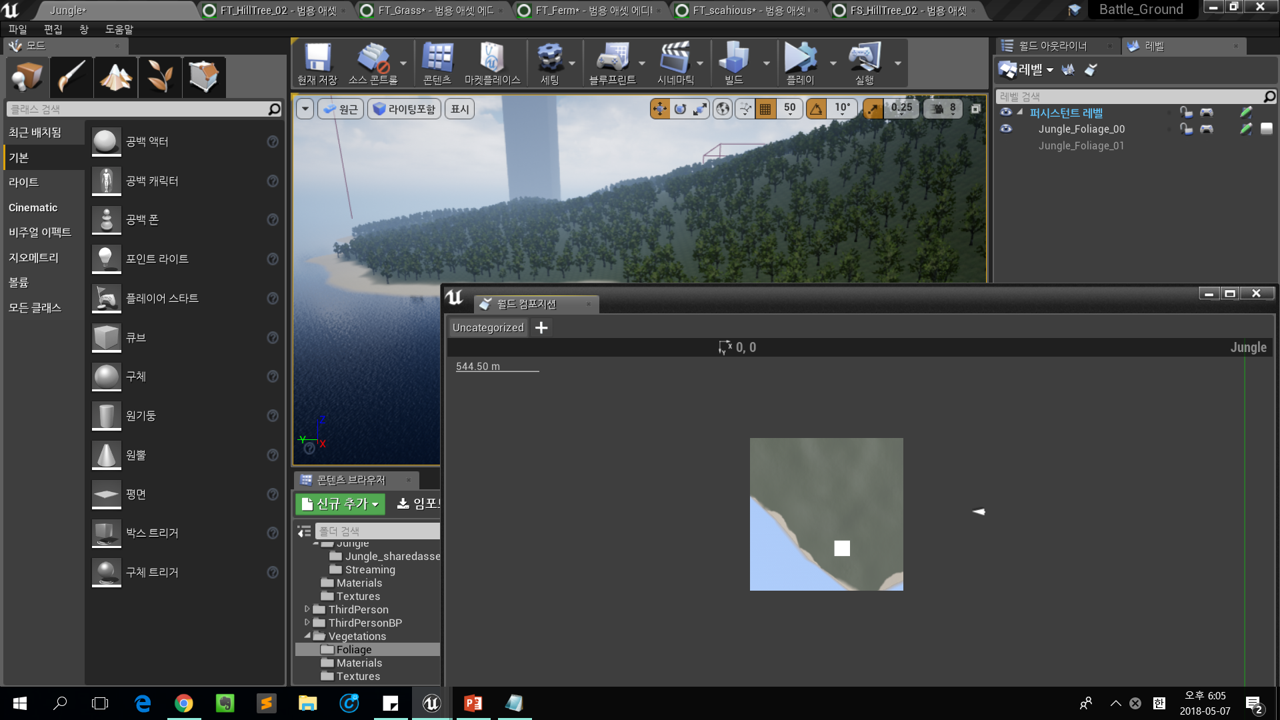 Jungle•
FT_HillTree_02 - 범용 애셋
FT_Grass• - 범용 애셋 에디
FT_Ferm• - 범용 애셋 에디
FT_scahious• - 범용 애셋
FS_HillTree_02 - 범용 애셋
Battle_Ground
파일 편집 창 도움말
모드
클래스 검색
최근 배치됨
기본
라이트
Cinematic
비주얼 이펙트
지오메트리
볼륨
모든 클래스
공백 액터
공백 캐릭터
공백 폰
포인트 라이트
플레이어 스타트
큐브
구체
원기둥
원뿔
평면
박스 트리거
구체 트리거
현재 저장
소스 콘트롤
콘텐츠
마켓플레이스
세팅
블루프린트
시네마틱
빌드
플레이
실행
원근
라이팅포함
표시
50
10°
0.25
8
Z
Y
X
월드 아웃라이너
레벨
레벨
레벨 검색
퍼시스턴트 레벨
Jungle_Foliage_00
Jungle_Foliage_01
월드 컴포지션
Uncategorized
0, 0
Jungle
544.50 m
콘텐츠 브라우저
신규 추가
임포
폴더 검색
Jungle
Jungle_sharedasse
Streaming
Materials
Textures
ThirdPerson
ThirdPersonBP
Vegetations
Foliage
Materials
Textures
한
오후 6:05
2018-05-07
2